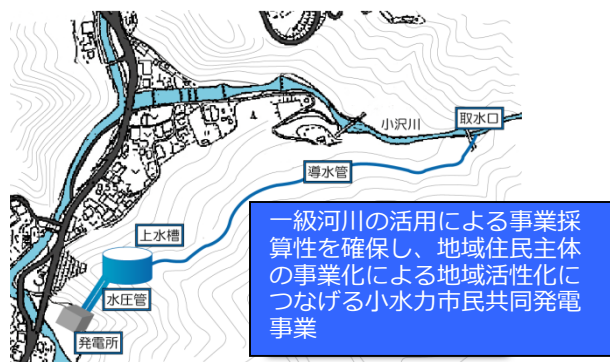 小沢川
取水口
導水管
上水槽
水圧管
発電所
一級河川の活用による事業採
算性を確保し、地域住民主体
の事業化による地域活性化に
つなげる小水力市民共同発電
事業